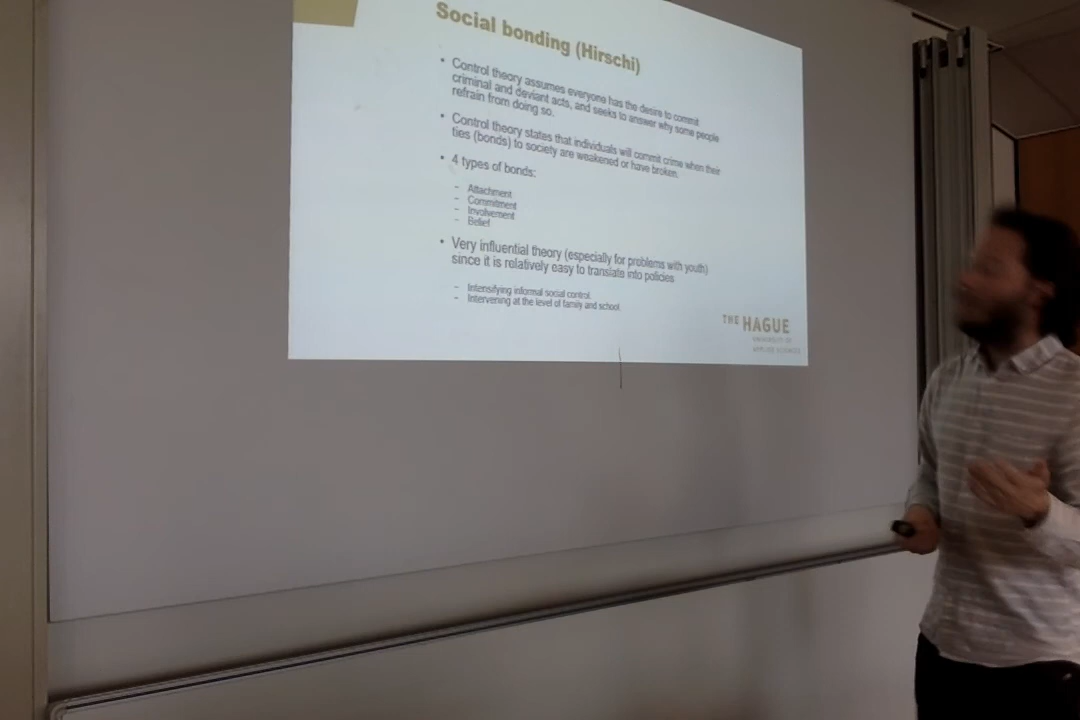 Social bonding (Hirschi)
• Control theory assumes everyone has the desire to commit
criminal and deviant acts, and seeks to answer why some people
refrain from doing so.
• Control theory states that individuals will commit crime when their
ties (bonds) to society are weakened or have broken.
• 4 types of bonds:
– Attachment
– Commitment
– Involvement
– Belief
• Very influential theory (especially for problems with youth)
since it is relatively easy to translate into policies
– Intensifying informal social control.
– Intervening at the level of family and school
THE HAGUE
UNIVERSITY OF
APPLIED SCIENCES